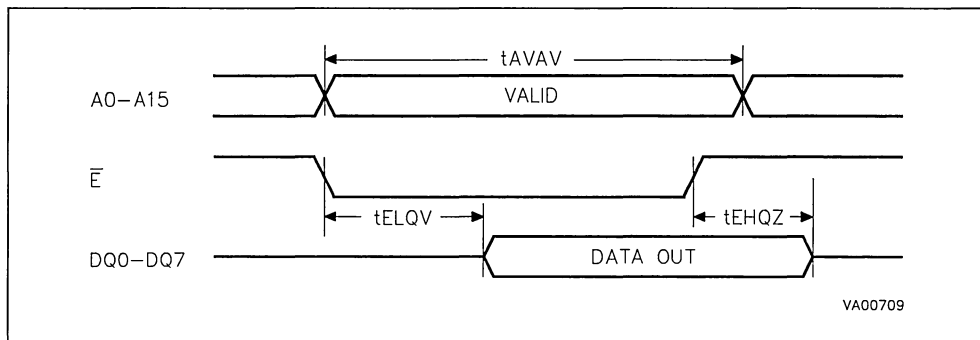 tAVAV
A0-A15
VALID
E̅
tELQV
tEHQZ
DQ0-DQ7
DATA OUT
VA00709